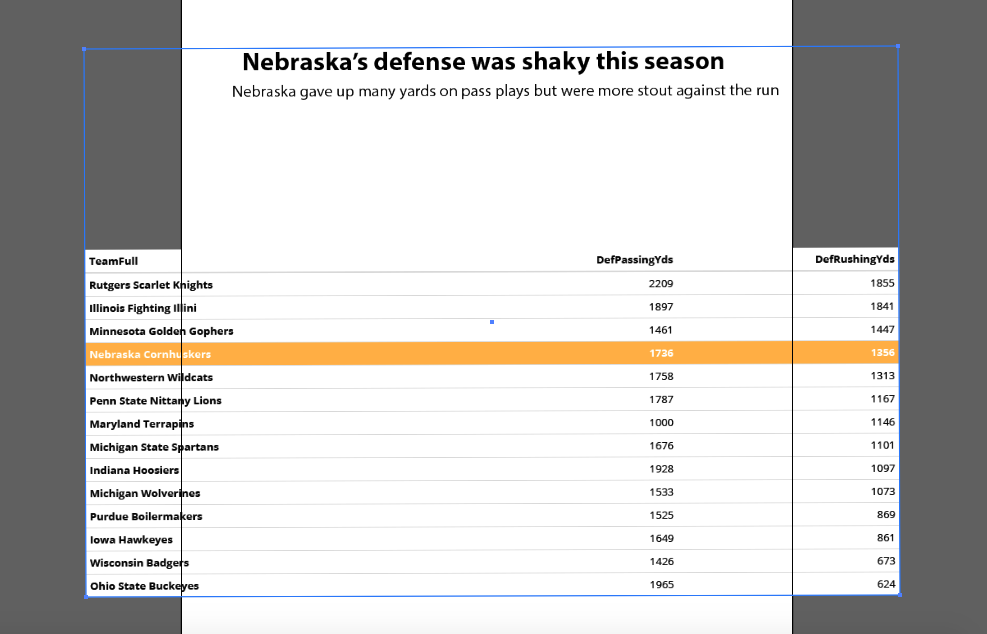 Nebraska’s defense was shaky this season
Nebraska gave up many yards on pass plays but were more stout against the run
TeamFull DefPassingYds DefRushingYds
Rutgers Scarlet Knights 2209 1855
Illinois Fighting Illini 1897 1841
Minnesota Golden Gophers 1461 1447
Nebraska Cornhuskers 1736 1356
Northwestern Wildcats 1758 1313
Penn State Nittany Lions 1787 1167
Maryland Terrapins 1000 1146
Michigan State Spartans 1676 1101
Indiana Hoosiers 1928 1097
Michigan Wolverines 1533 1073
Purdue Boilermakers 1525 869
Iowa Hawkeyes 1649 861
Wisconsin Badgers 1426 673
Ohio State Buckeyes 1965 624